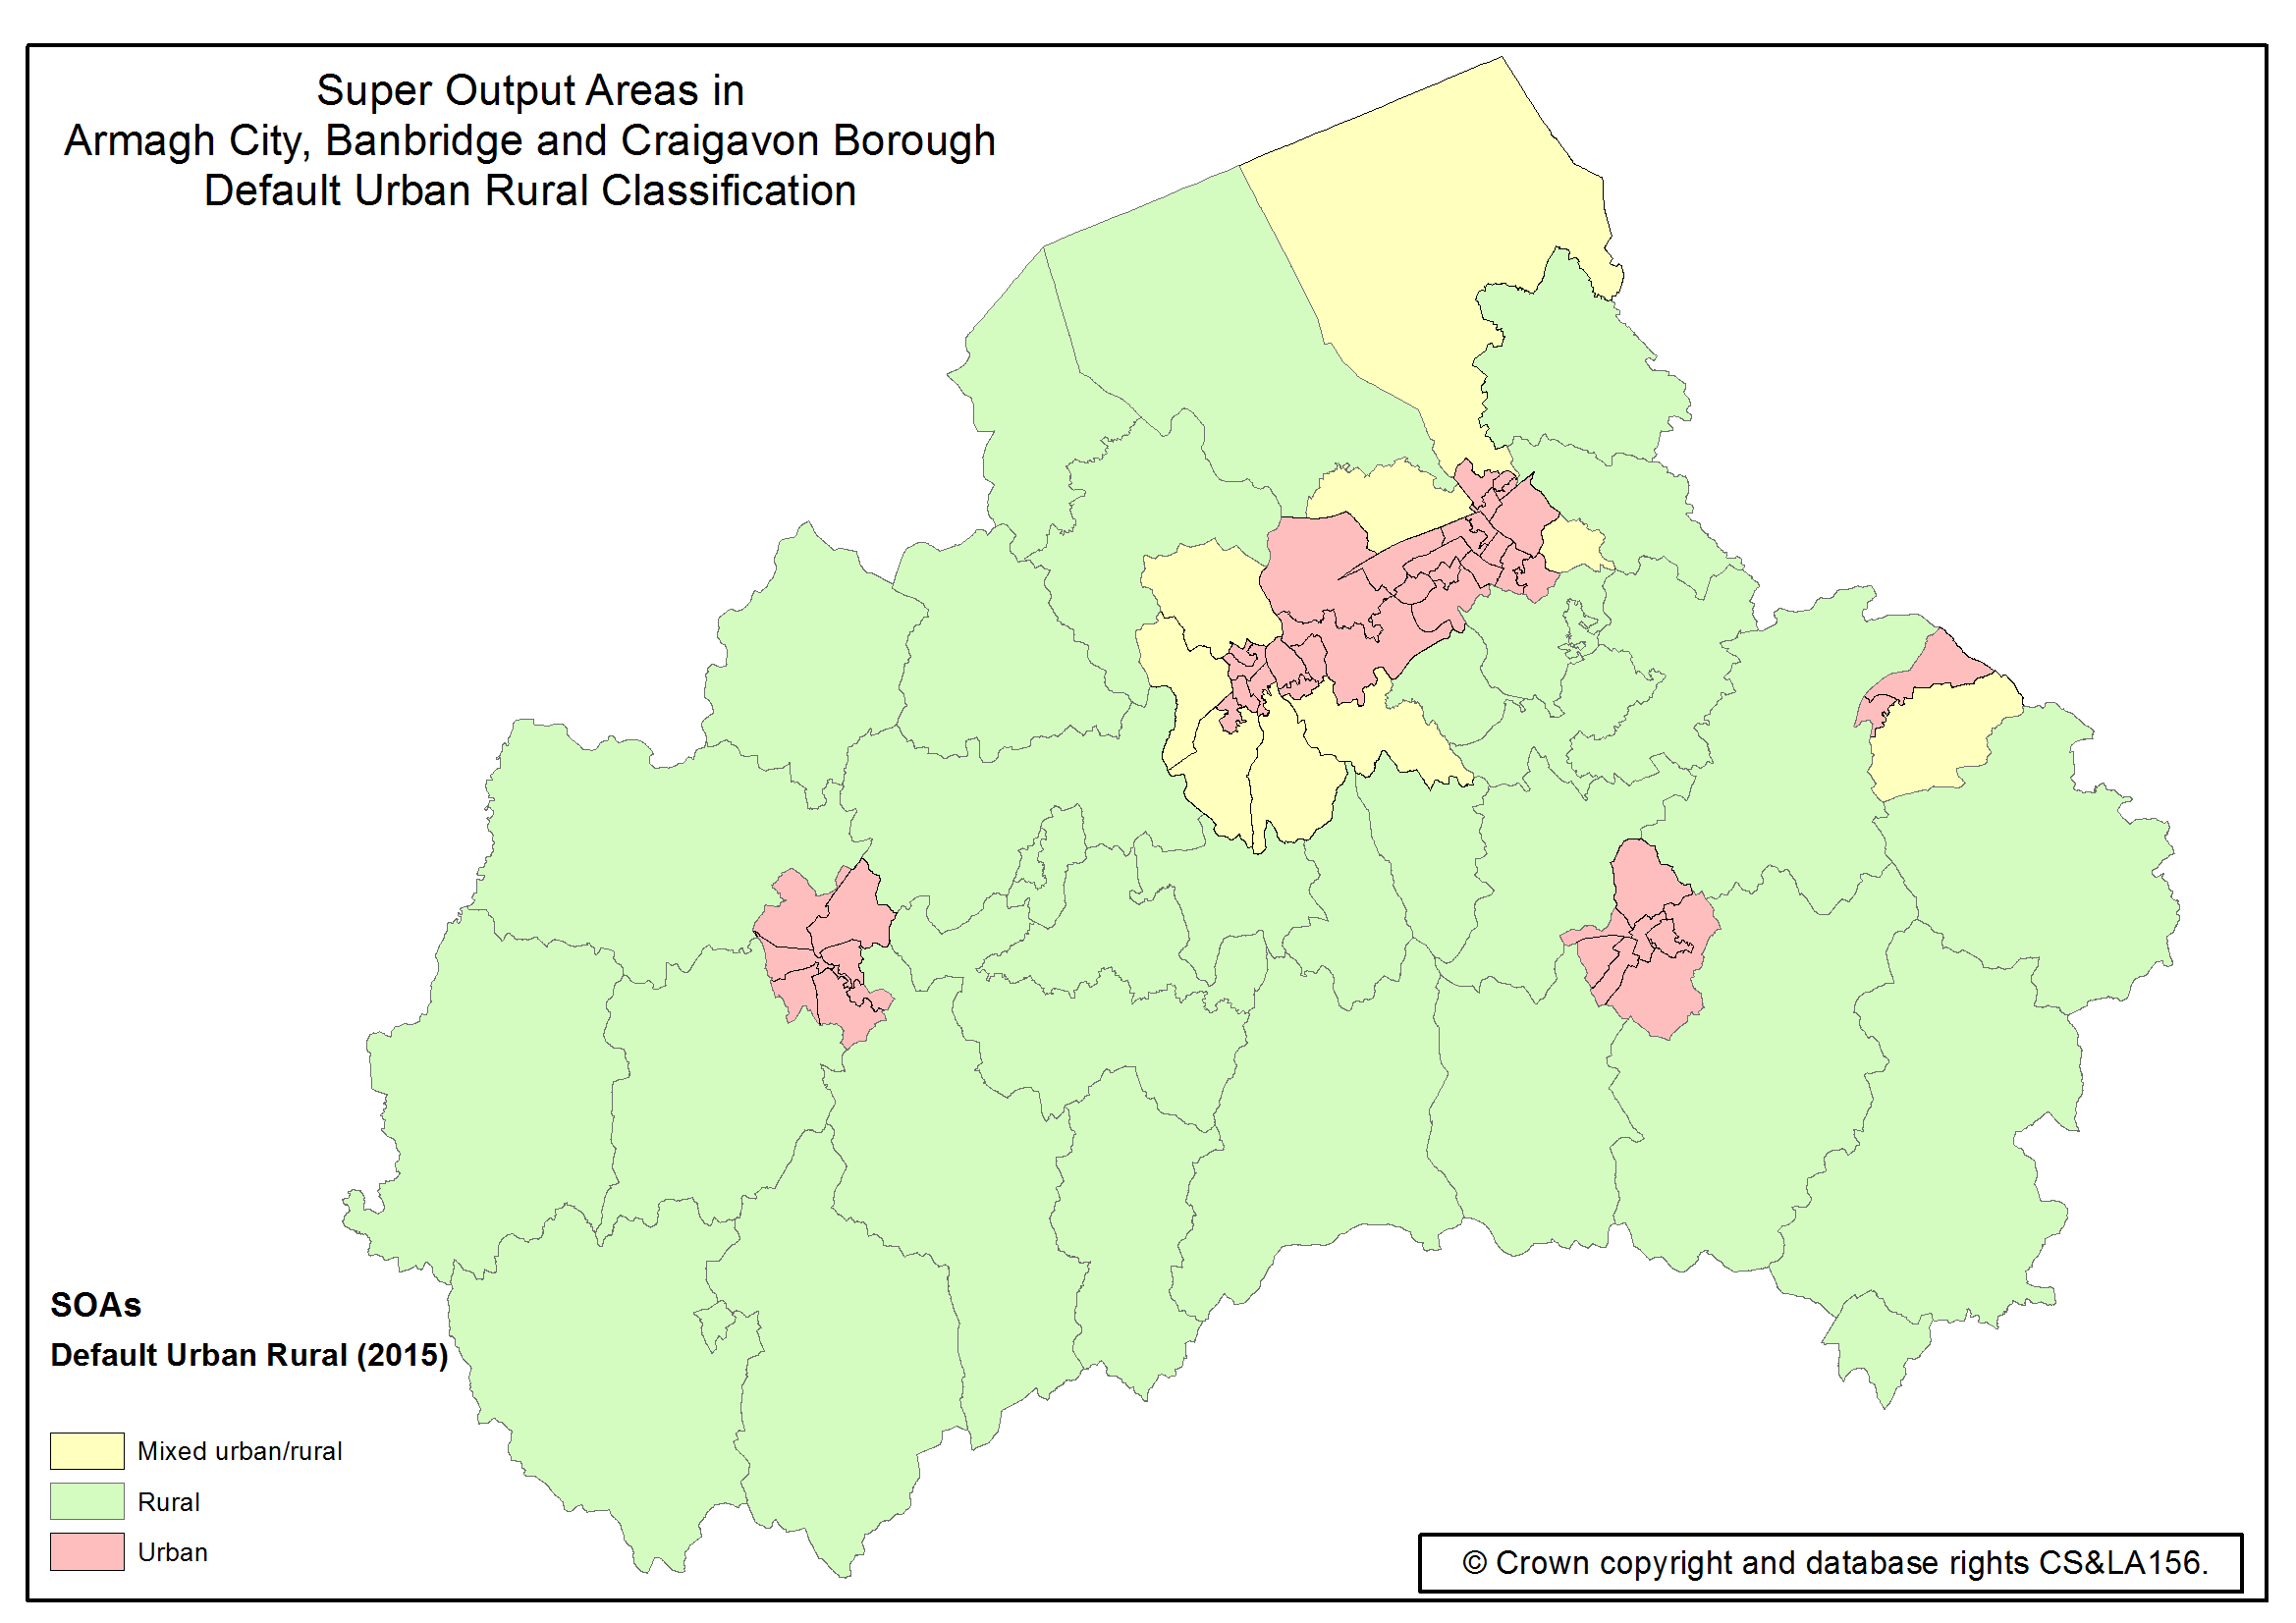 Super Output Areas in
Armagh City, Banbridge and Craigavon Borough
Default Urban Rural Classification
SOAs
Default Urban Rural (2015)
Mixed urban/rural
Rural
Urban
© Crown copyright and database rights CS&LA156.